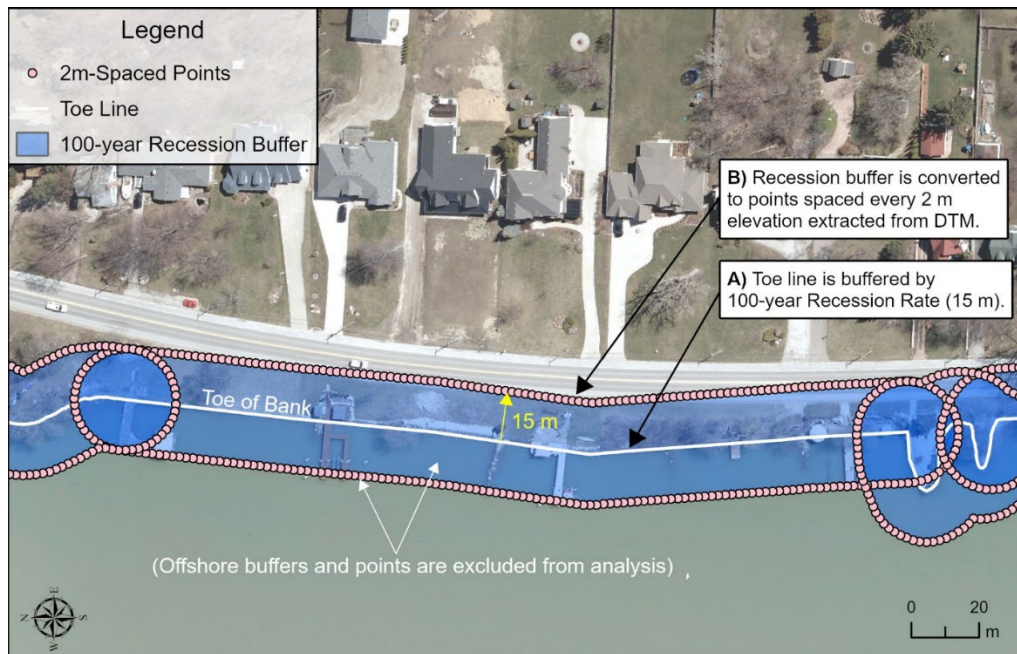 Legend
2m-Spaced Points
Toe Line
100-year Recession Buffer
B) Recession buffer is converted
to points spaced every 2 m
elevation extracted from DTM.
A) Toe line is buffered by
100-year Recession Rate (15 m).
Toe of Bank
15 m
(Offshore buffers and points are excluded from analysis)
N
E
S
W
0 20
m